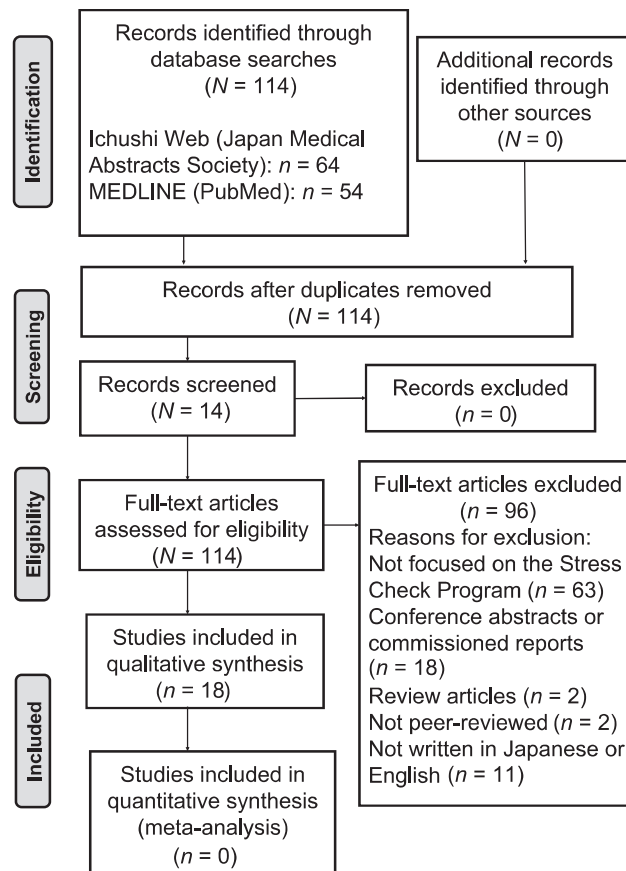 Identification
Records identified through
database searches
(N = 114)
Ichushi Web (Japan Medical
Abstracts Society): n = 64
MEDLINE (PubMed): n = 54
Additional records
identified through
other sources
(N = 0)
Records after duplicates removed
(N = 114)
Screening
Records screened
(N = 14)
Records excluded
(n = 0)
Eligibility
Full-text articles
assessed for eligibility
(N = 114)
Full-text articles excluded
(n = 96)
Reasons for exclusion:
Not focused on the Stress
Check Program (n = 63)
Conference abstracts or
commissioned reports
(n = 18)
Review articles (n = 2)
Not peer-reviewed (n = 2)
Not written in Japanese or
English (n = 11)
Included
Studies included in
qualitative synthesis
(n = 18)
Studies included in
quantitative synthesis
(meta-analysis)
(n = 0)